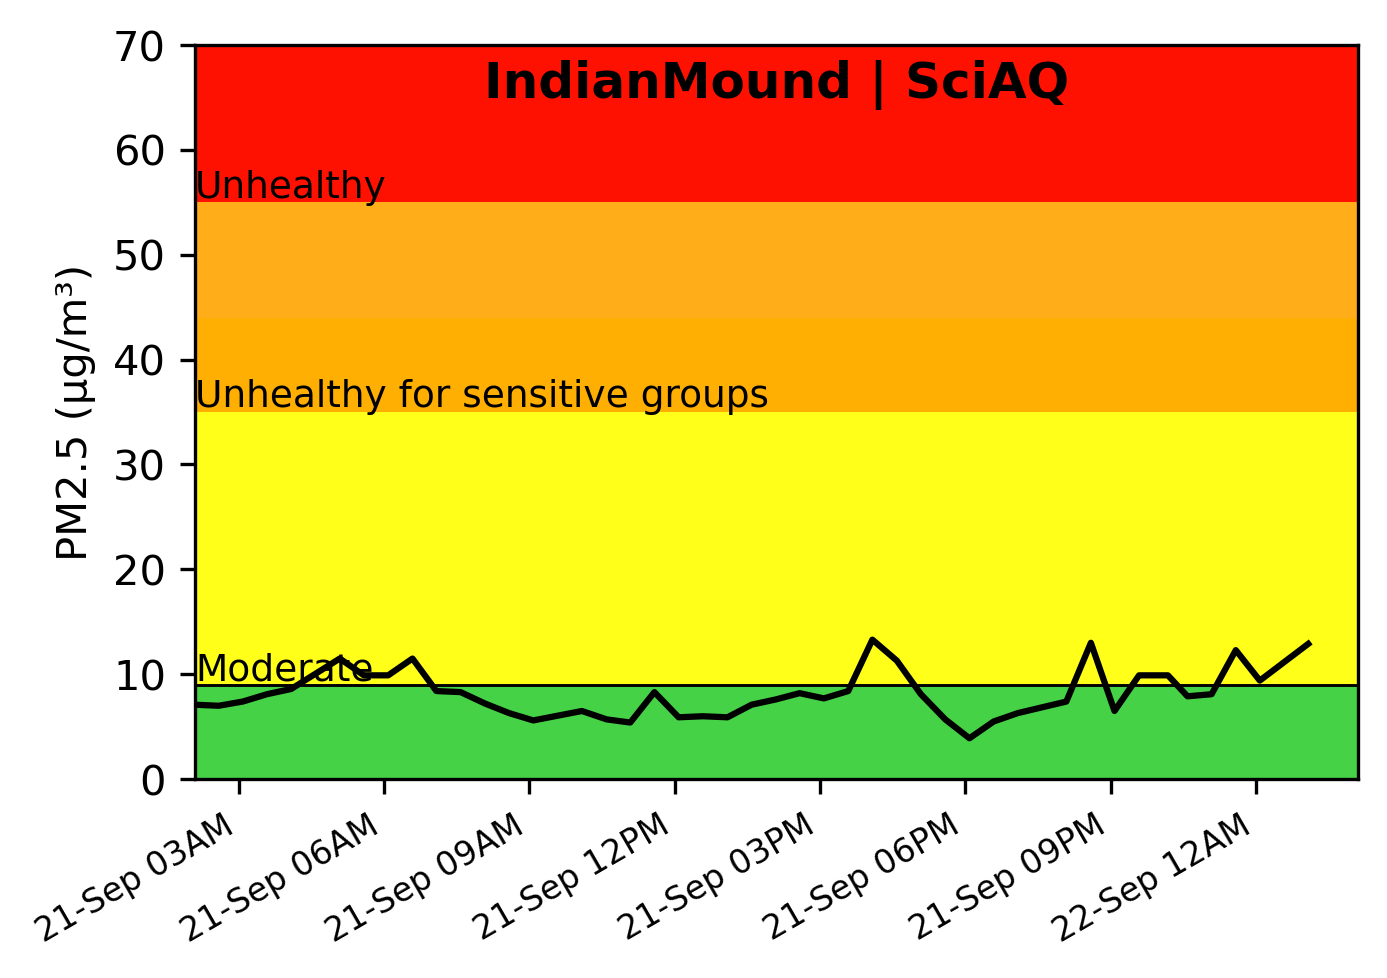 IndianMound | SciAQ
70
60
50
40
30
20
10
0
PM2.5 (µg/m³)
Unhealthy
Unhealthy for sensitive groups
Moderate
21-Sep 03AM
21-Sep 06AM
21-Sep 09AM
21-Sep 12PM
21-Sep 03PM
21-Sep 06PM
21-Sep 09PM
22-Sep 12AM